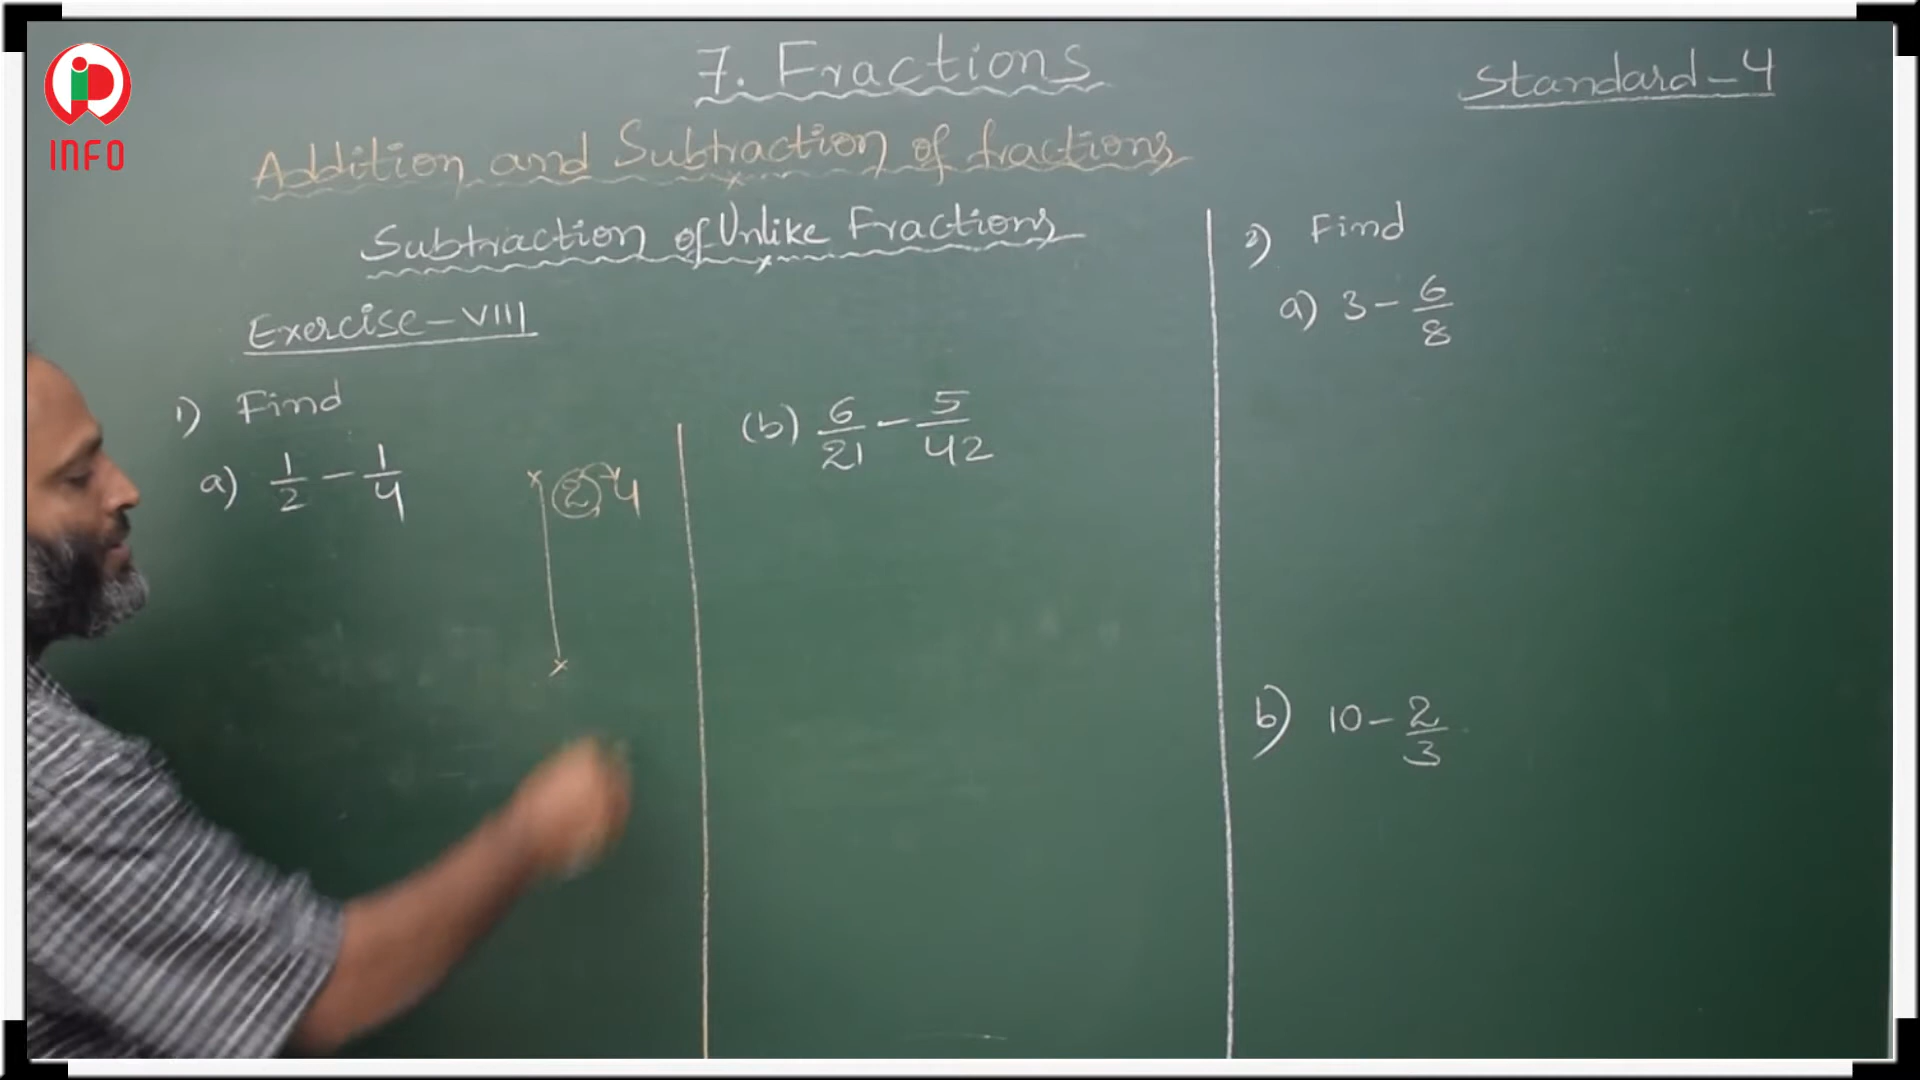 INFO
7. Fractions
Standard-4
Addition and Subtraction of fractions
Subtraction of Unlike Fractions
Exercise-VIII
1) Find
a) 1/2 - 1/4
2 4
(b) 6/21 - 5/42
2) Find
a) 3 - 6/8
b) 10 - 2/3